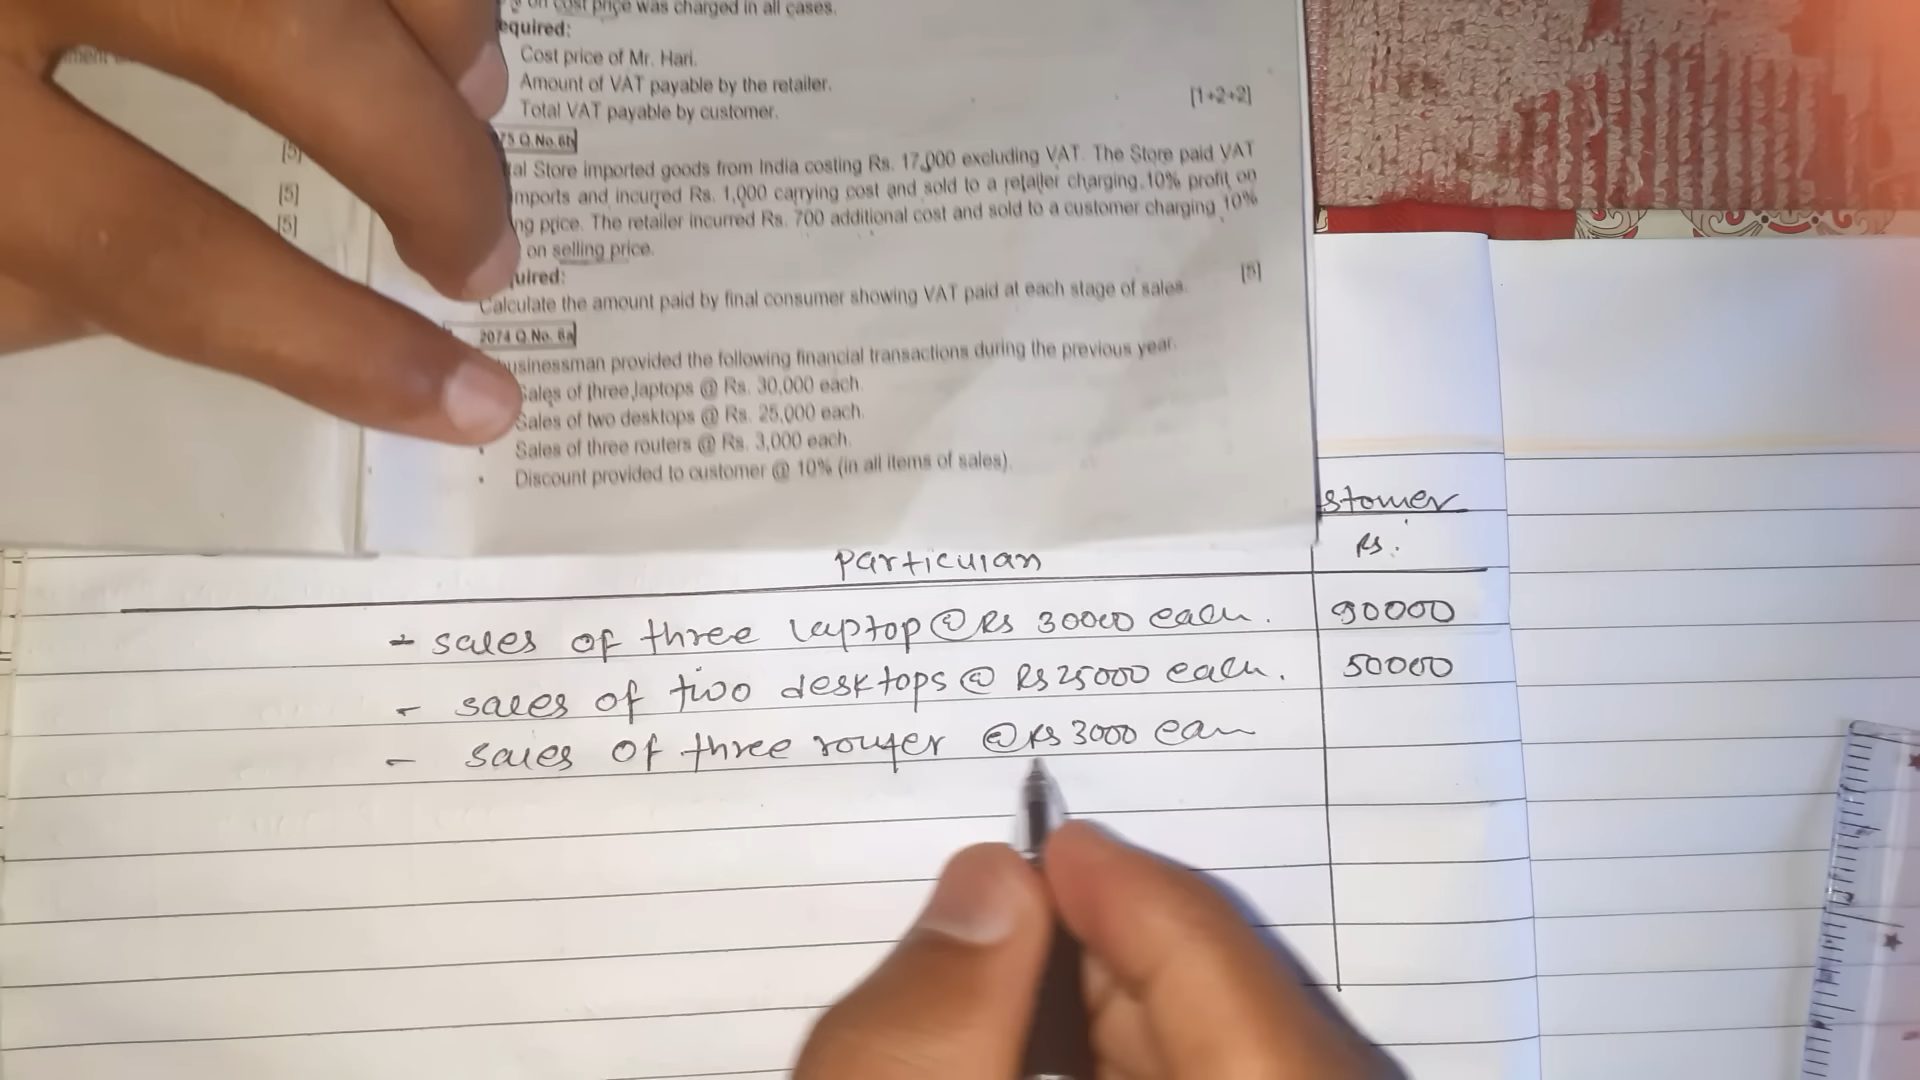 on cost price was charged in all cases.
equired:
Cost price of Mr. Hari.
Amount of VAT payable by the retailer.
Total VAT payable by customer.
[1+2+2]
75 Q.No.6b
tal Store imported goods from India costing Rs. 17,000 excluding VAT. The Store paid VAT
mports and incurred Rs. 1,000 carrying cost and sold to a retailer charging 10% profit on
ng price. The retailer incurred Rs. 700 additional cost and sold to a customer charging 10%
on selling price.
uired:
[5]
Calculate the amount paid by final consumer showing VAT paid at each stage of sales.
2074 Q.No. 6a
usinessman provided the following financial transactions during the previous year.
Sales of three laptops @ Rs. 30,000 each.
Sales of two desktops @ Rs. 25,000 each.
• Sales of three routers @ Rs. 3,000 each.
• Discount provided to customer @ 10% (in all items of sales).
[5]
[5]
[5]
stomer
Particular Rs.
- sales of three laptop @ Rs 30000 each. 90000
- sales of two desktops @ Rs 25000 each. 50000
- sales of three router @ Rs 3000 eac